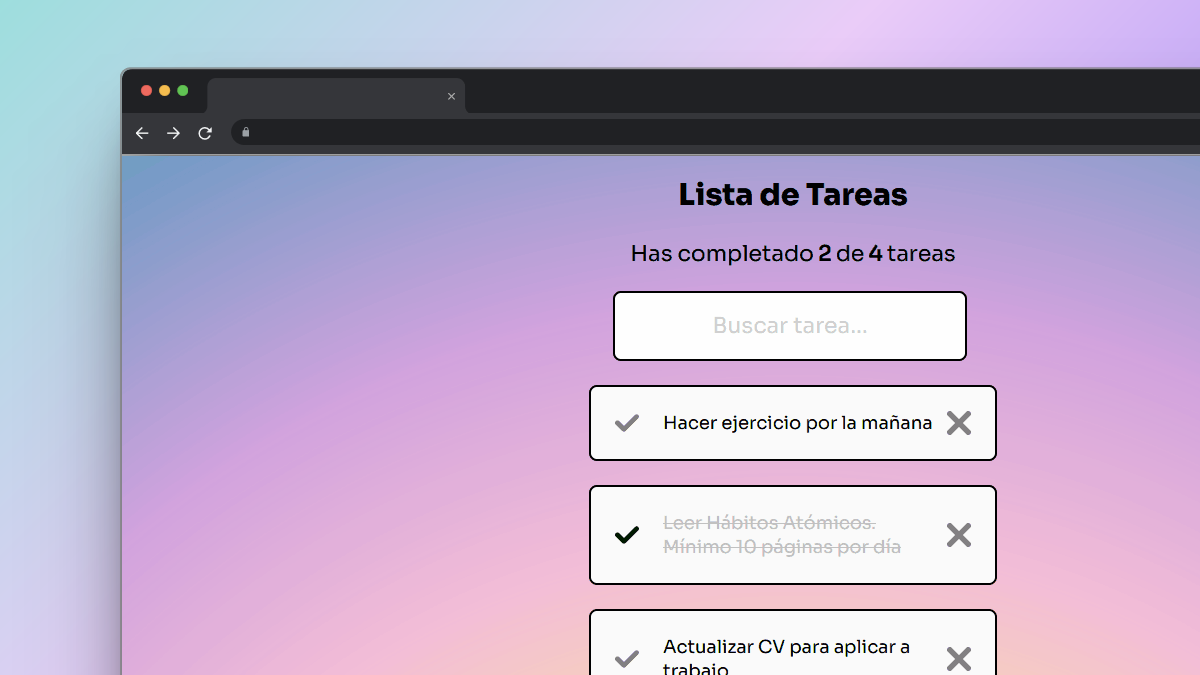 Lista de Tareas
Has completado 2 de 4 tareas
Buscar tarea...
Hacer ejercicio por la mañana
Leer Hábitos Atómicos.
Mínimo 10 páginas por día
Actualizar CV para aplicar a
trabajo